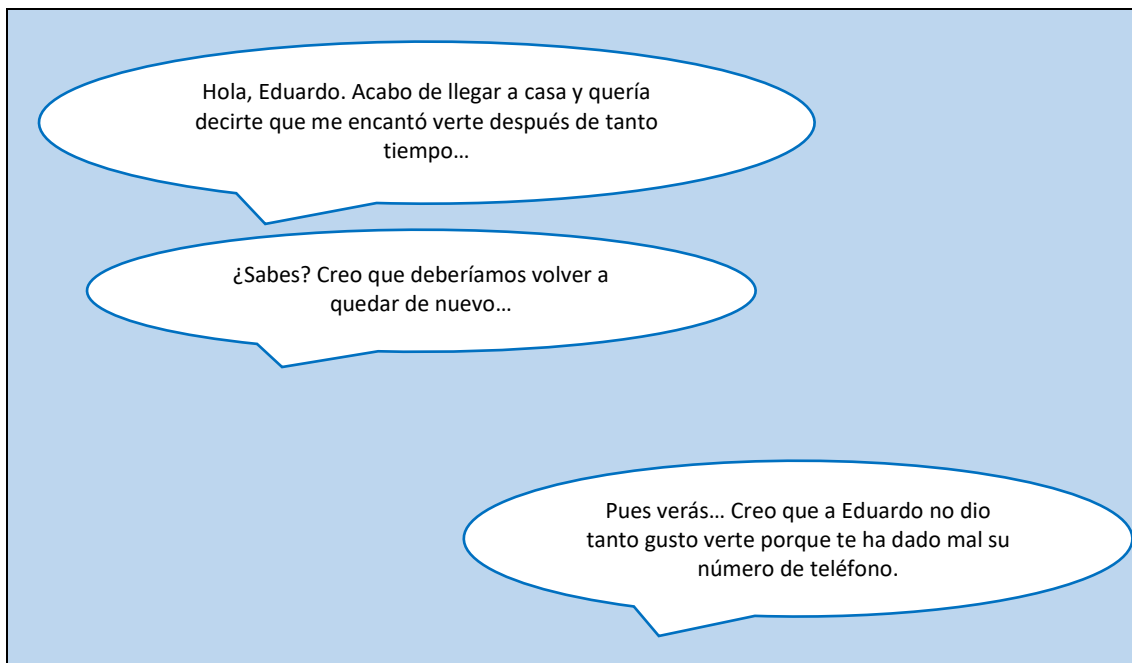 Hola, Eduardo. Acabo de llegar a casa y quería
decirte que me encantó verte después de tanto
tiempo…
¿Sabes? Creo que deberíamos volver a
quedar de nuevo…
Pues verás… Creo que a Eduardo no dio
tanto gusto verte porque te ha dado mal su
número de teléfono.